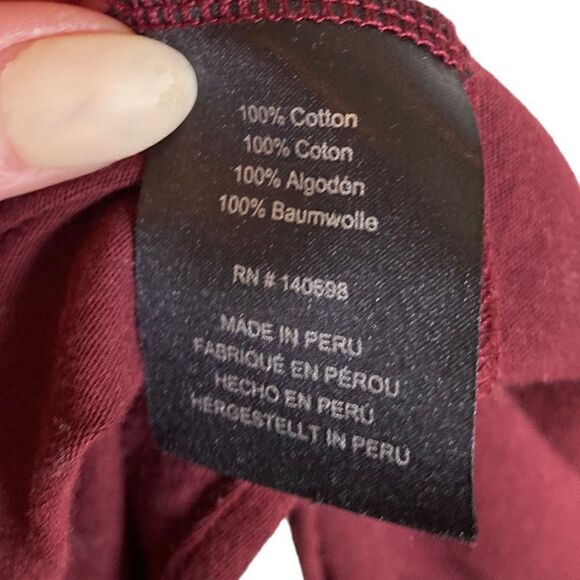 100% Cotton
100% Coton
100% Algodón
100% Baumwolle
RN # 140698
MADE IN PERU
FABRIQUÉ EN PÉROU
HECHO EN PERÚ
HERGESTELLT IN PERU